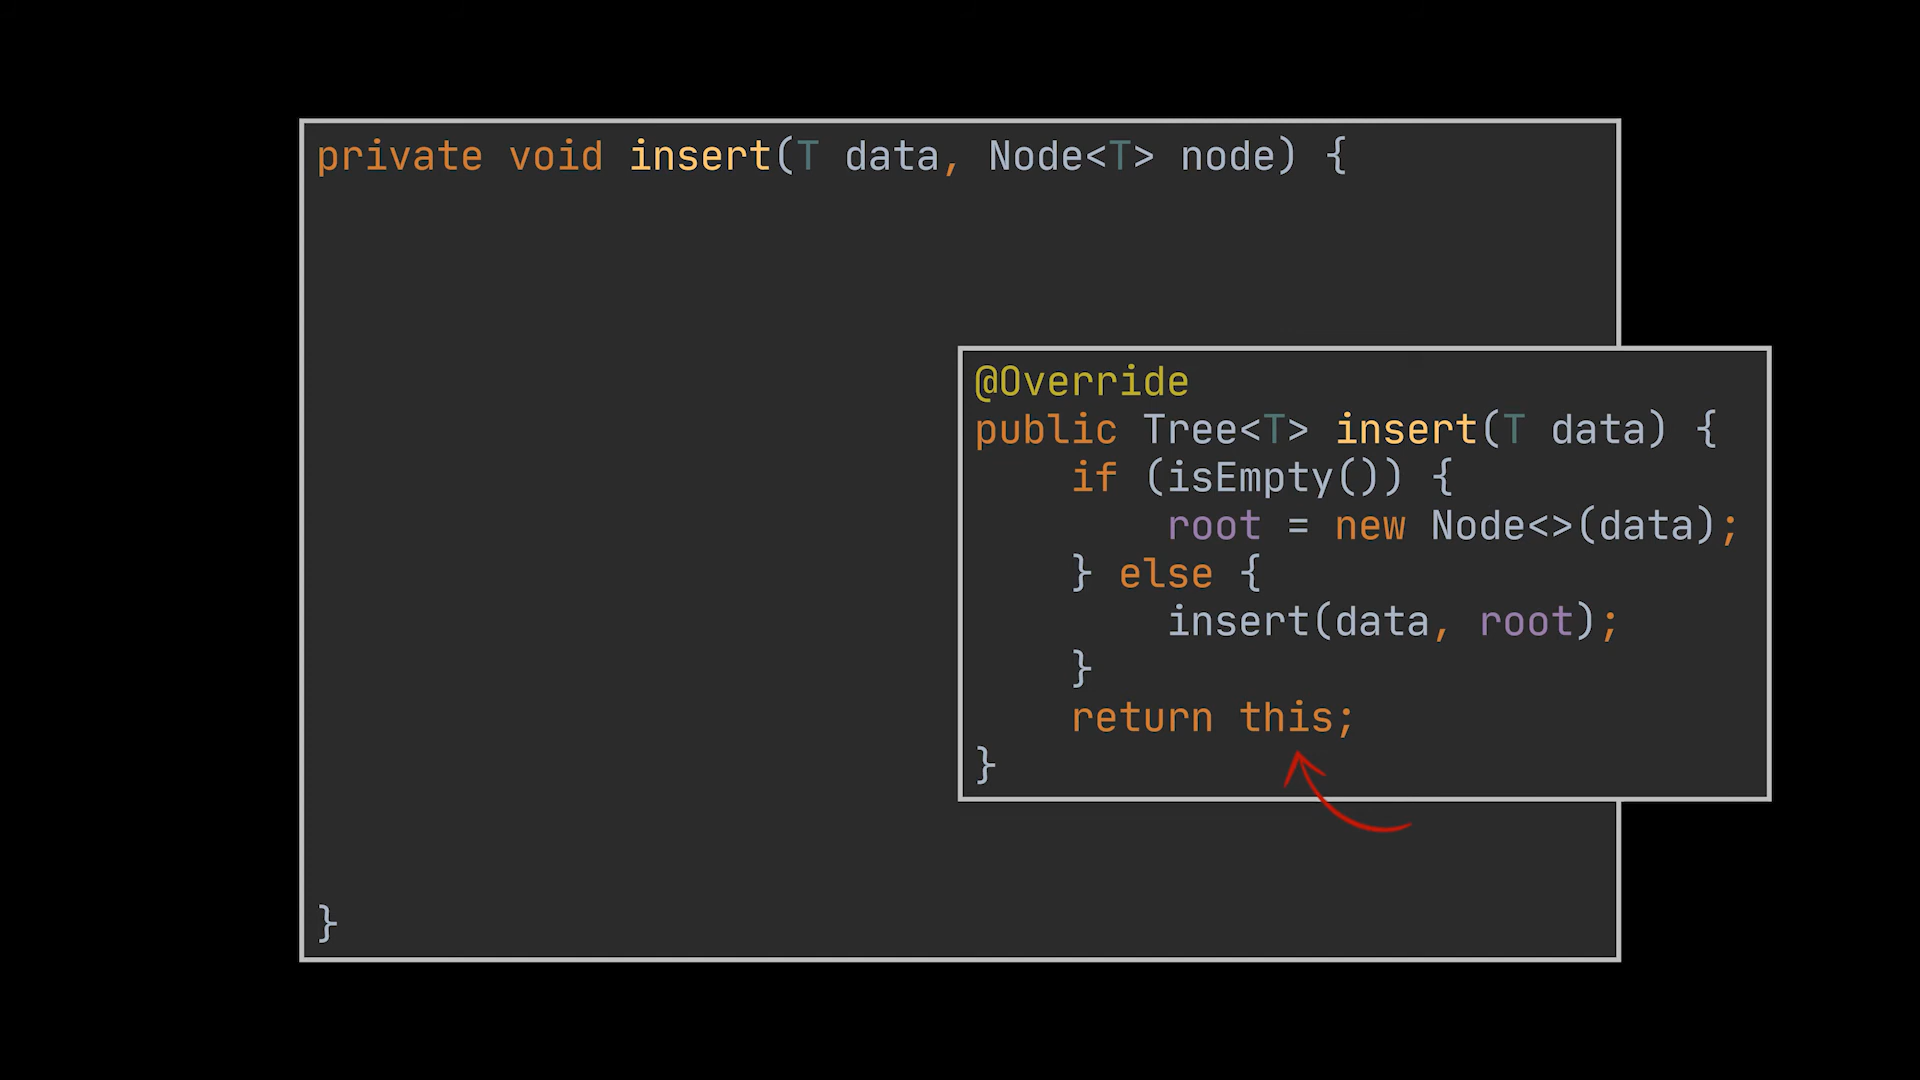 private void insert(T data, Node<T> node) {
@Override
public Tree<T> insert(T data) {
if (isEmpty()) {
root = new Node<>(data);
} else {
insert(data, root);
}
return this;
}
}